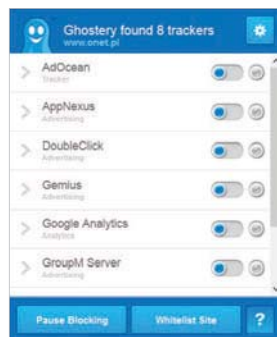 Ghostery found 8 trackers
www.onet.pl
AdOcean
Tracker
AppNexus
Advertising
DoubleClick
Advertising
Gemius
Advertising
Google Analytics
Analytics
GroupM Server
Advertising
Pause Blocking
Whitelist Site
?